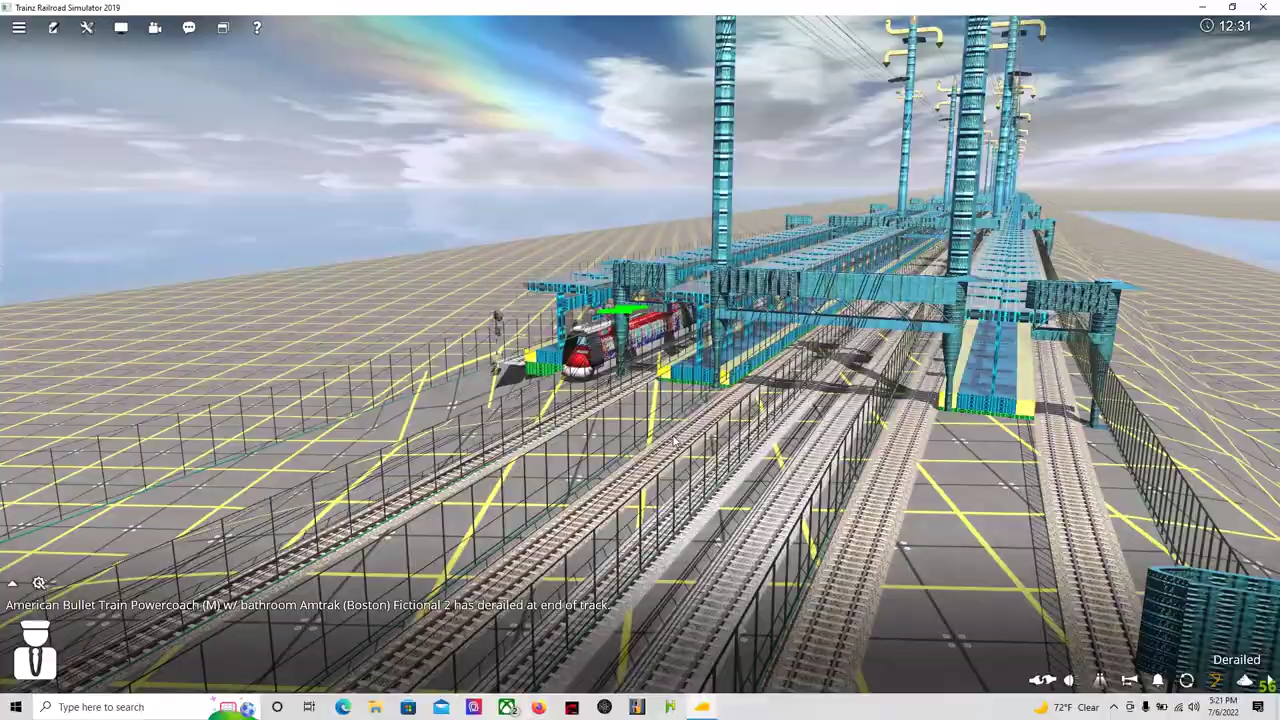 Trainz Railroad Simulator 2019
12:31
American Bullet Train Powercoach (M) w/ bathroom Amtrak (Boston) Fictional 2 has derailed at end of track.
Derailed
56
Type here to search
72°F Clear
5:21 PM
7/6/2022